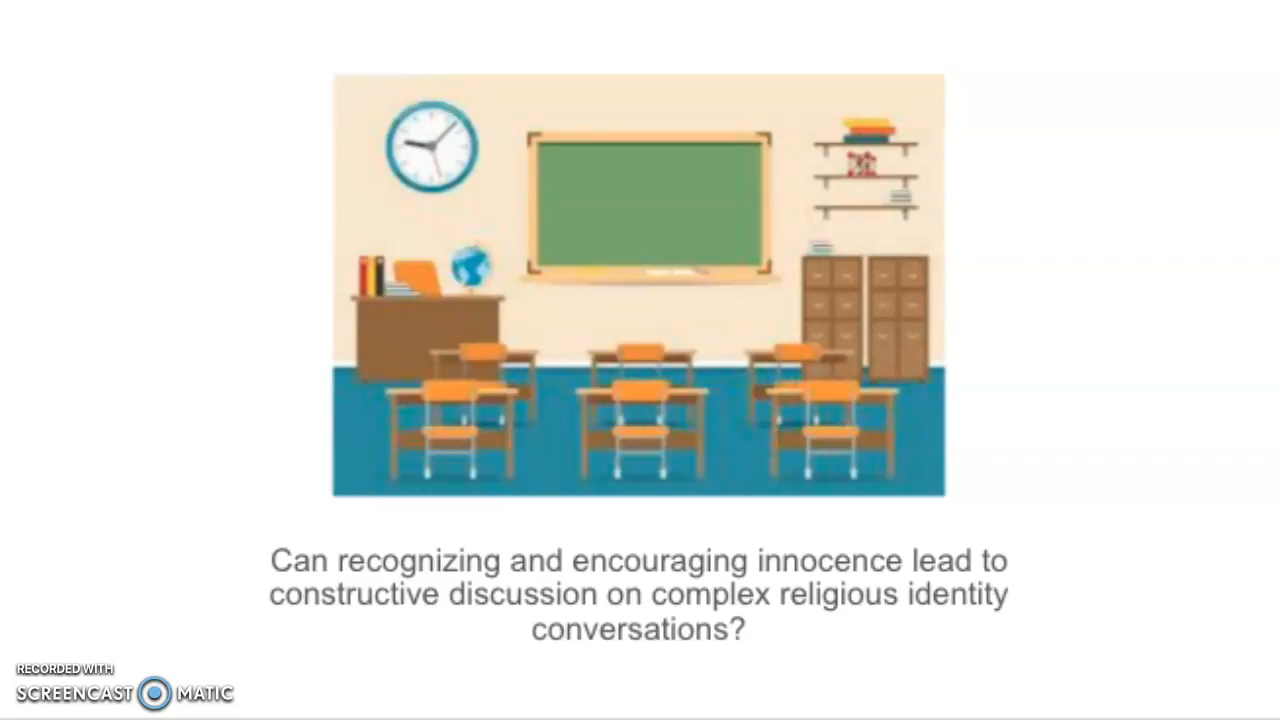 Can recognizing and encouraging innocence lead to
constructive discussion on complex religious identity
conversations?
RECORDED WITH
SCREENCAST MATIC